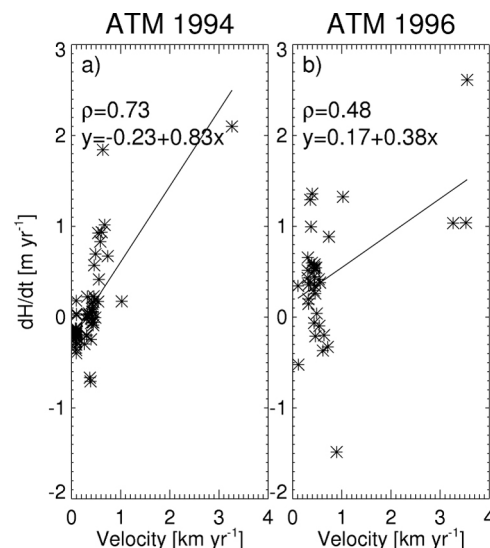 ATM 1994 ATM 1996
3 3
a) b)
ρ=0.73 ρ=0.48
y=-0.23+0.83x y=0.17+0.38x
2 2
1 1
dH/dt [m yr⁻¹]
0 0
-1 -1
-2 -2
0 1 2 3 4 0 1 2 3 4
Velocity [km yr⁻¹] Velocity [km yr⁻¹]